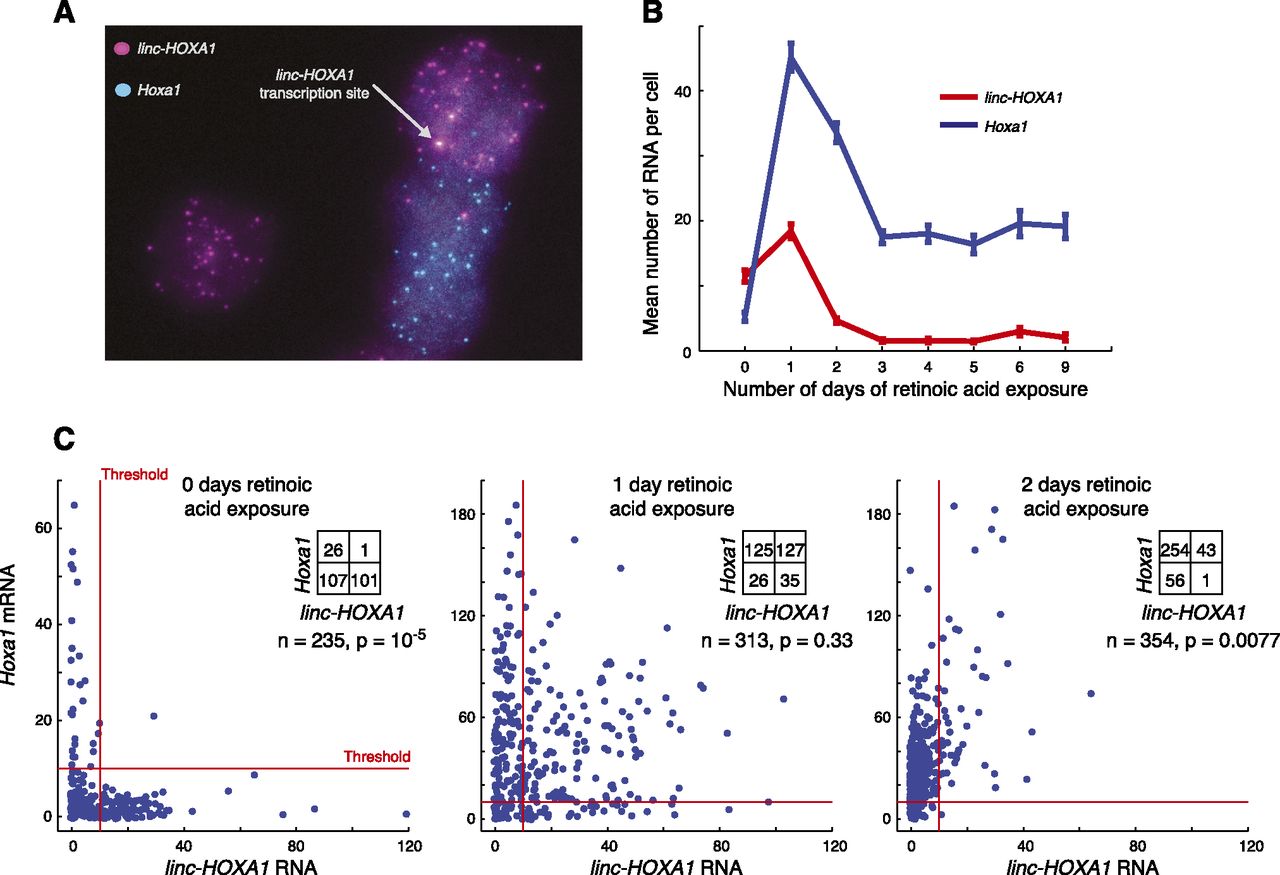 A
linc-HOXA1
Hoxa1
linc-HOXA1
transcription site
B
Mean number of RNA per cell
40
20
0
linc-HOXA1
Hoxa1
0 1 2 3 4 5 6 9
Number of days of retinoic acid exposure
C
Hoxa1 mRNA
Threshold
0 days retinoic
acid exposure
60
40
20
0
Hoxa1
26 1
107 101
linc-HOXA1
n = 235, p = 10-5
Threshold
0 40 80 120
linc-HOXA1 RNA
1 day retinoic
acid exposure
180
120
60
0
Hoxa1
125 127
26 35
linc-HOXA1
n = 313, p = 0.33
0 40 80 120
linc-HOXA1 RNA
2 days retinoic
acid exposure
180
120
60
0
Hoxa1
254 43
56 1
linc-HOXA1
n = 354, p = 0.0077
0 40 80 120
linc-HOXA1 RNA